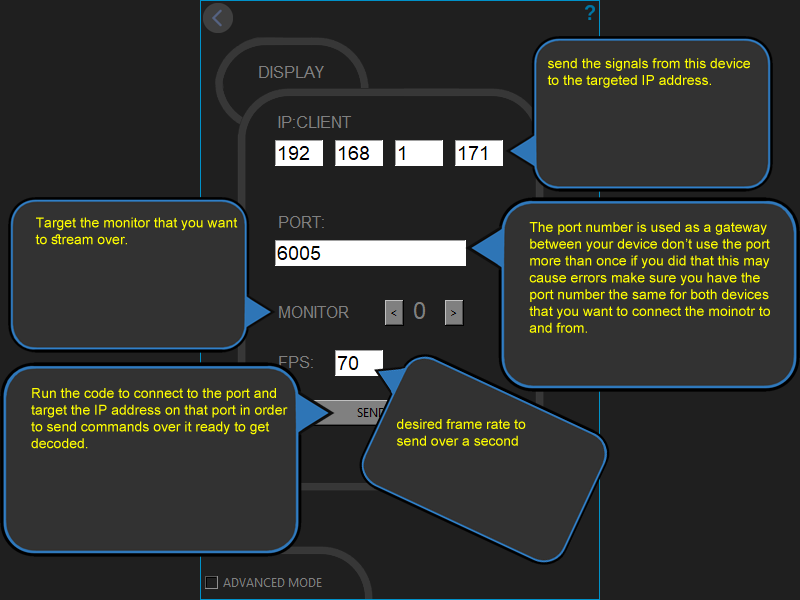 ?
DISPLAY
send the signals from this device
to the targeted IP address.
IP:CLIENT
192 168 1 171
Target the monitor that you want
to stream over.
PORT:
6005
The port number is used as a gateway
between your device don't use the port
more than once if you did that this may
cause errors make sure you have the
port number the same for both devices
that you want to connect the moinotr to
and from.
MONITOR < 0 >
FPS: 70
Run the code to connect to the port and
target the IP address on that port in order
to send commands over it ready to get
decoded.
SEND
desired frame rate to
send over a second
ADVANCED MODE